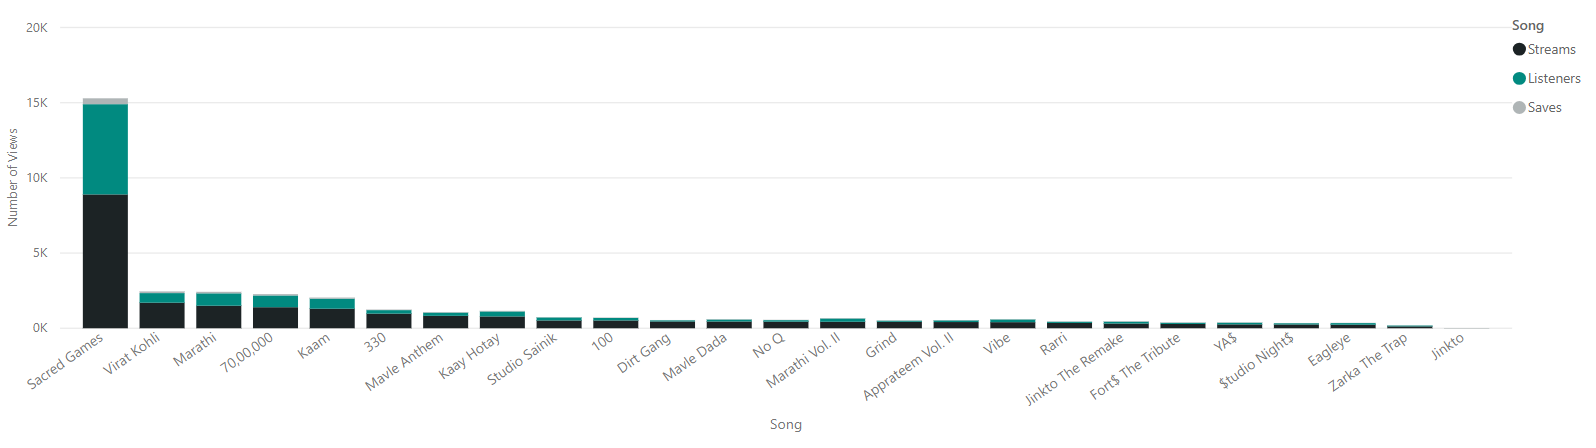 20K
15K
10K
5K
0K
Number of Views
Sacred Games
Virat Kohli
Marathi
70,00,000
Kaam
330
Mavle Anthem
Kaay Hotay
Studio Sainik
100
Dirt Gang
Mavle Dada
No Q
Marathi Vol. II
Grind
Apprateem Vol. II
Vibe
Rarri
Jinkto The Remake
Fort$ The Tribute
YA$
$tudio Night$
Eagleye
Zarka The Trap
Jinkto
Song
Song
Streams
Listeners
Saves